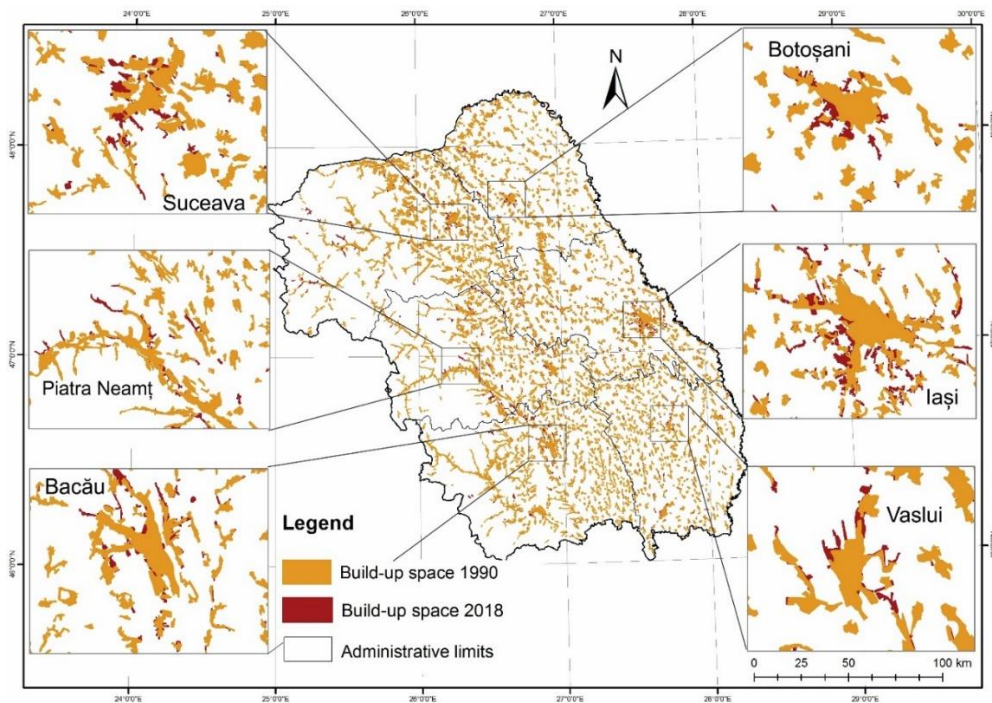 24°0'0"E 25°0'0"E 26°0'0"E 27°0'0"E 28°0'0"E 29°0'0"E 30°0'0"E
Suceava
N
Botoșani
48°0'0"N
Piatra Neamț
47°0'0"N
Iași
Bacău
46°0'0"N
Vaslui
Legend
Build-up space 1990
Build-up space 2018
Administrative limits
0 25 50 100 km
24°0'0"E 25°0'0"E 26°0'0"E 27°0'0"E 28°0'0"E 29°0'0"E